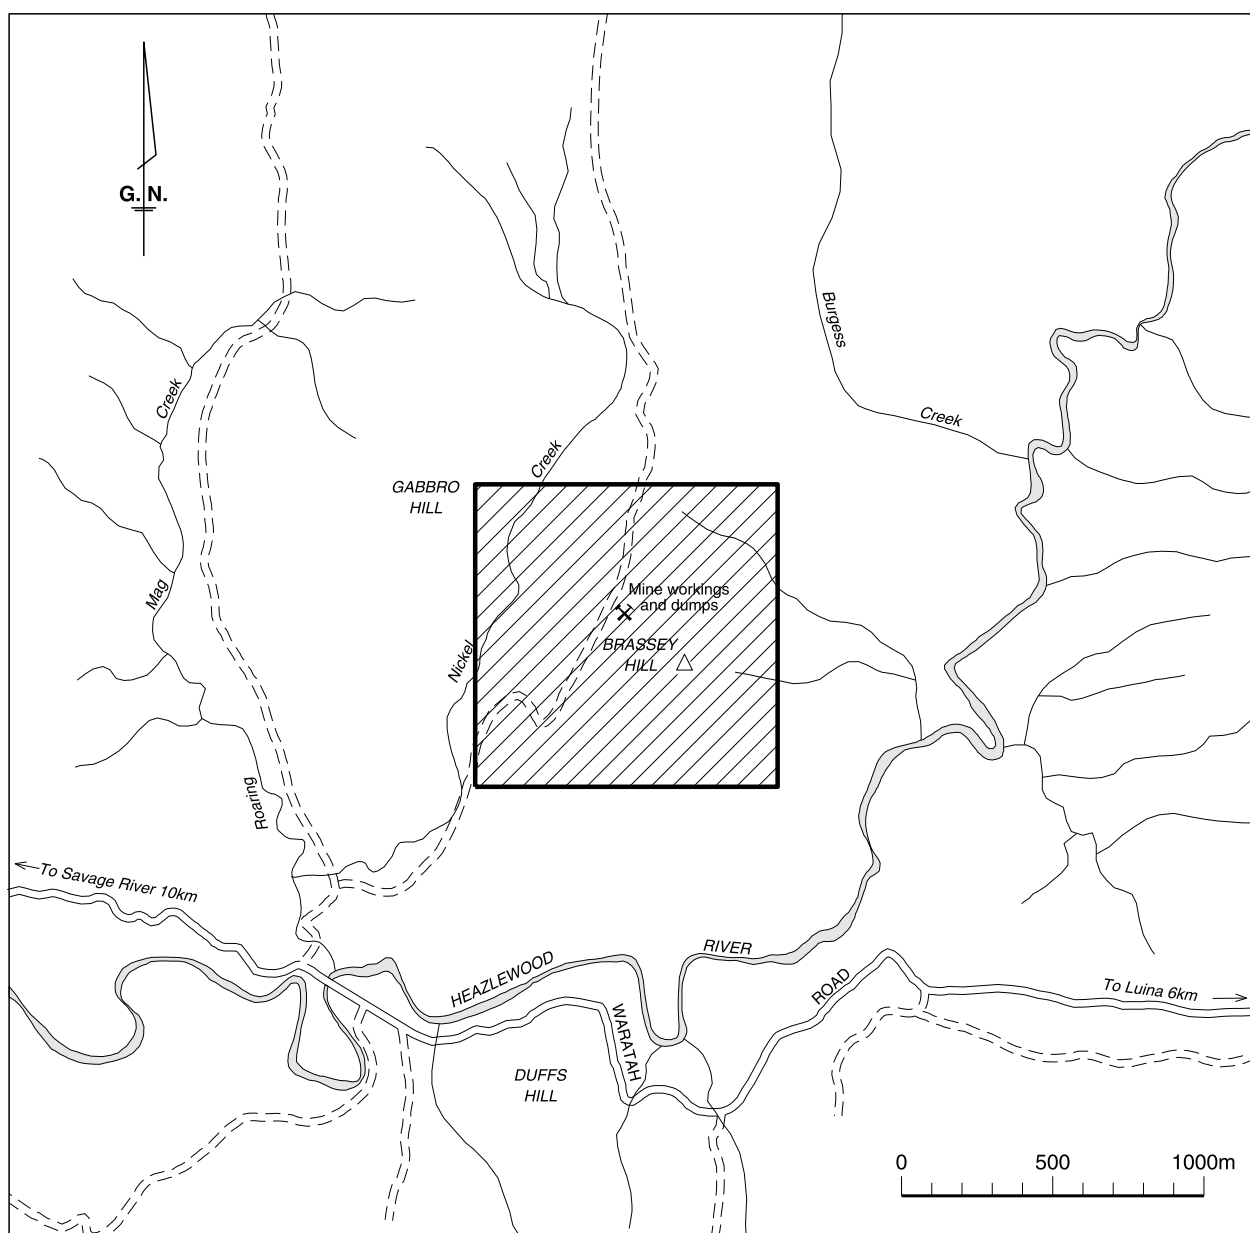 G. N.
Burgess
Creek
Creek
Creek
GABBRO
HILL
Mag
Mine workings
and dumps
BRASSEY
HILL
Nickel
Roaring
To Savage River 10km
HEAZLEWOOD
RIVER
ROAD
To Luina 6km
WARATAH
DUFFS
HILL
0 500 1000m